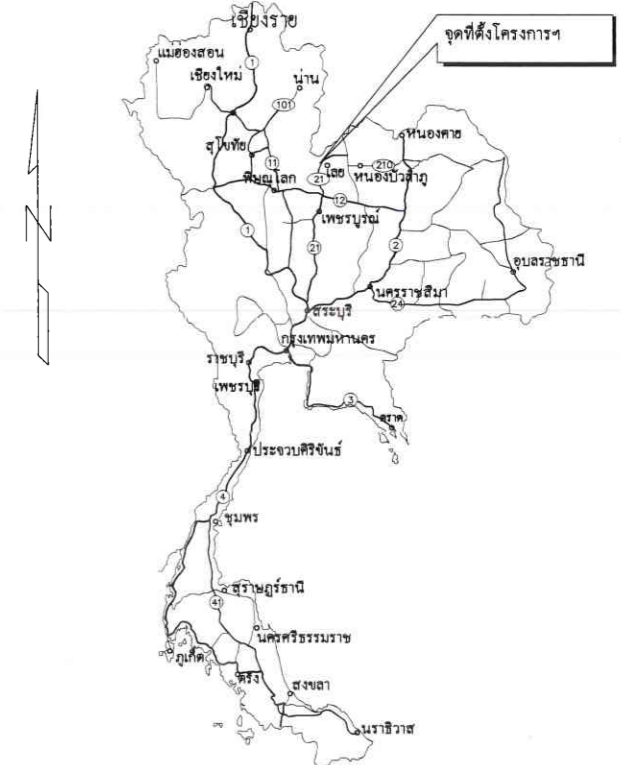 เชียงราย
จุดที่ตั้งโครงการฯ
แม่ฮ่องสอน
1
เชียงใหม่
น่าน
101
หนองคาย
สุโขทัย
11
เลย
210
21
หนองบัวลำภู
พิษณุโลก
12
เพชรบูรณ์
1
21
2
อุบลราชธานี
นครราชสีมา
24
สระบุรี
กรุงเทพมหานคร
ราชบุรี
เพชรบุรี
3
ตราด
ประจวบคีรีขันธ์
4
ชุมพร
สุราษฎร์ธานี
41
นครศรีธรรมราช
ภูเก็ต
ตรัง
สงขลา
นราธิวาส
N